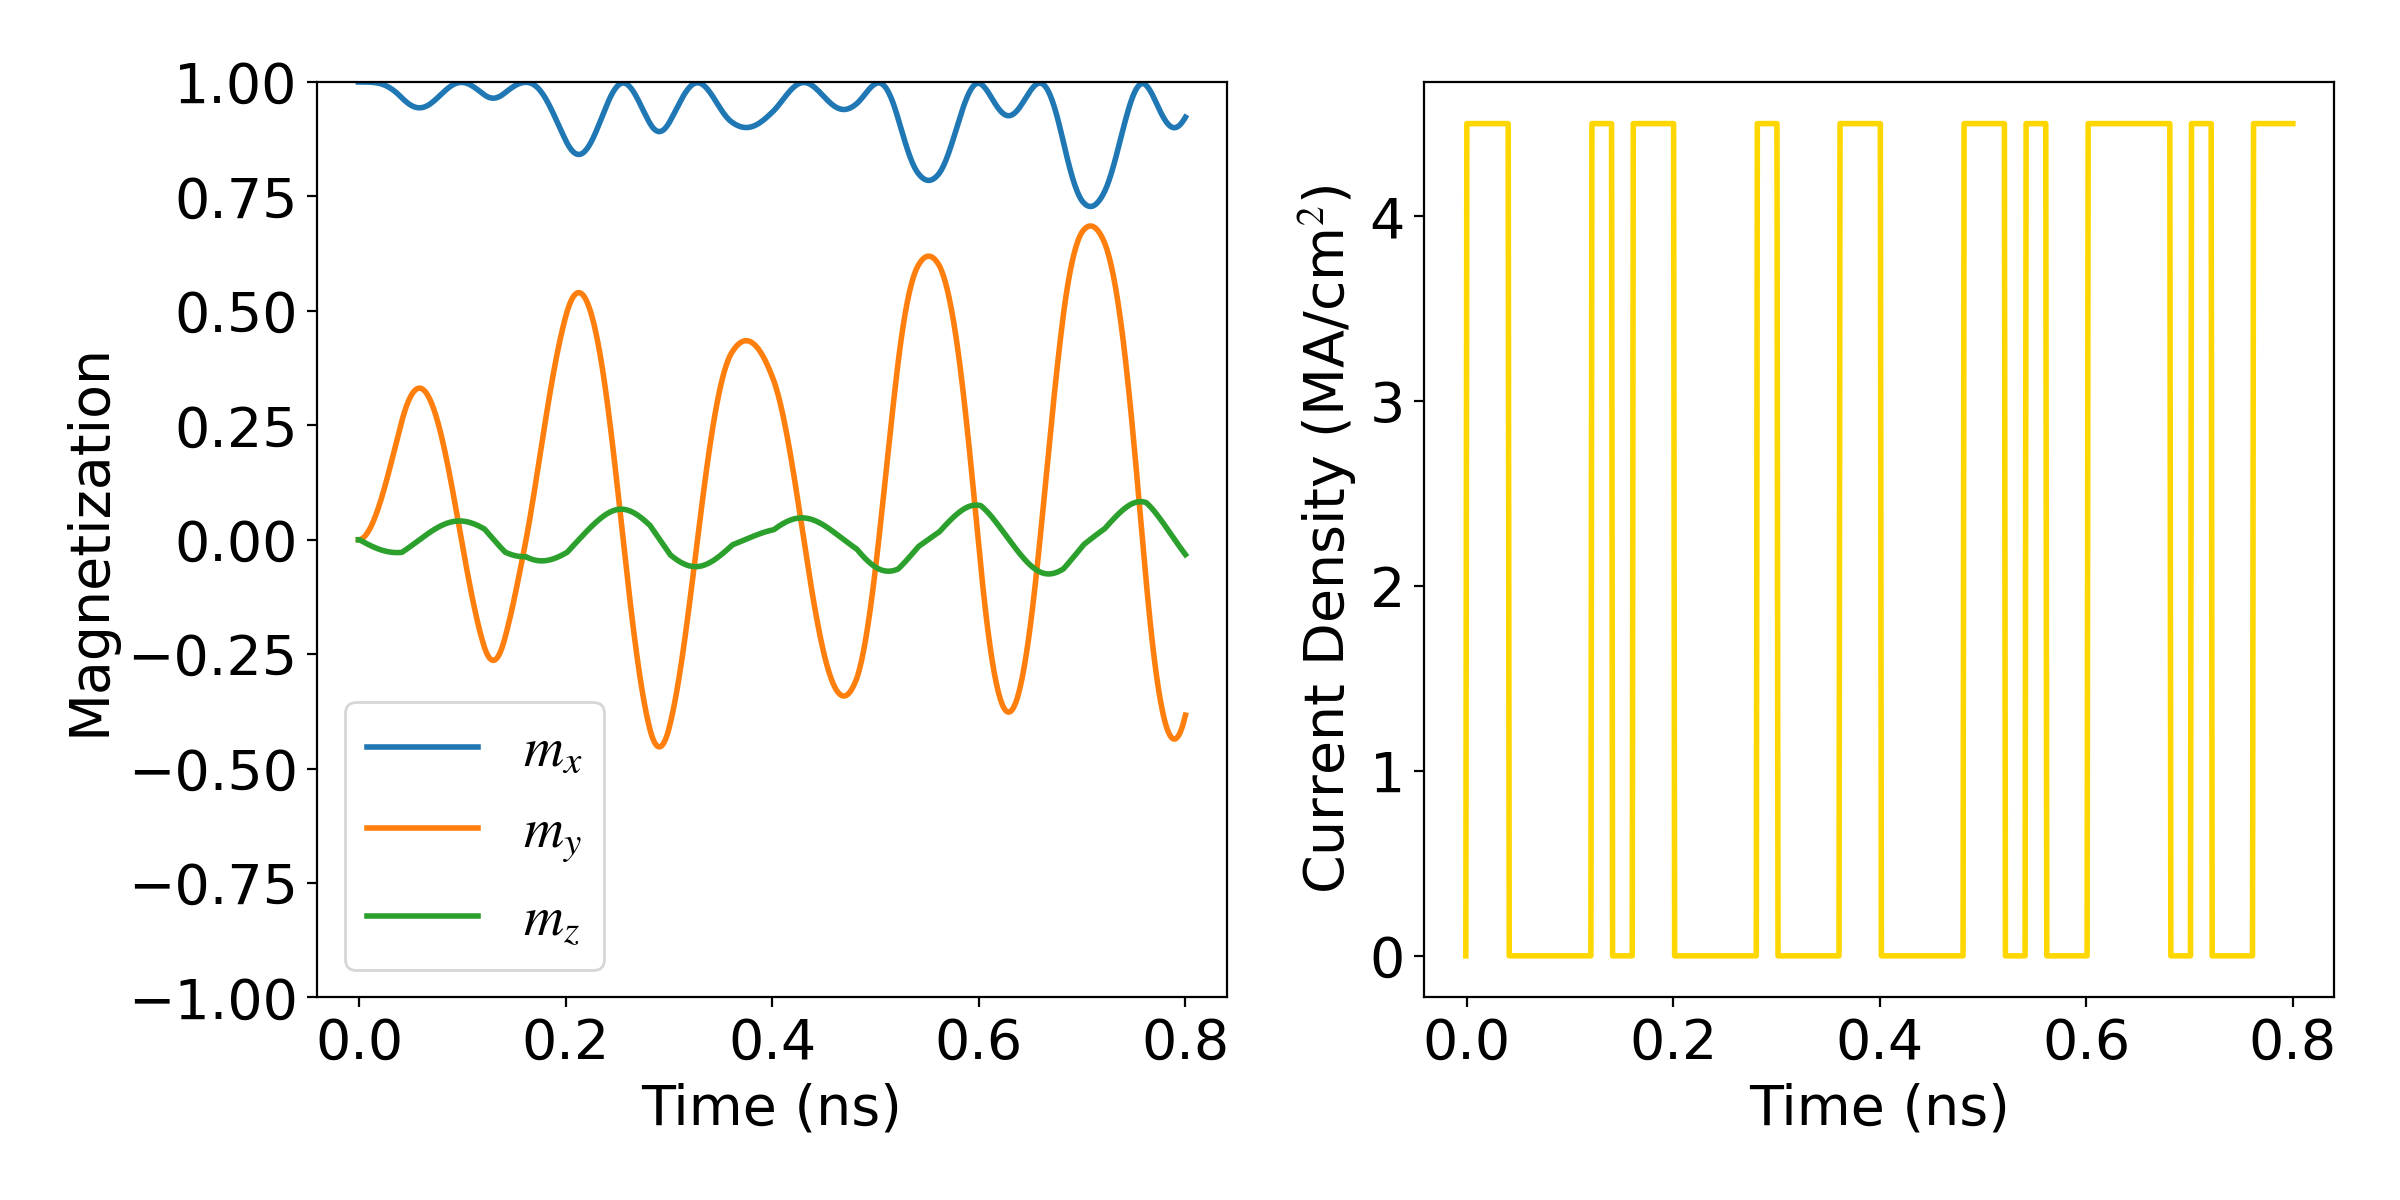 Magnetization
1.00
0.75
0.50
0.25
0.00
−0.25
−0.50
−0.75
−1.00
m_x
m_y
m_z
0.0 0.2 0.4 0.6 0.8
Time (ns)
Current Density (MA/cm²)
4
3
2
1
0
0.0 0.2 0.4 0.6 0.8
Time (ns)